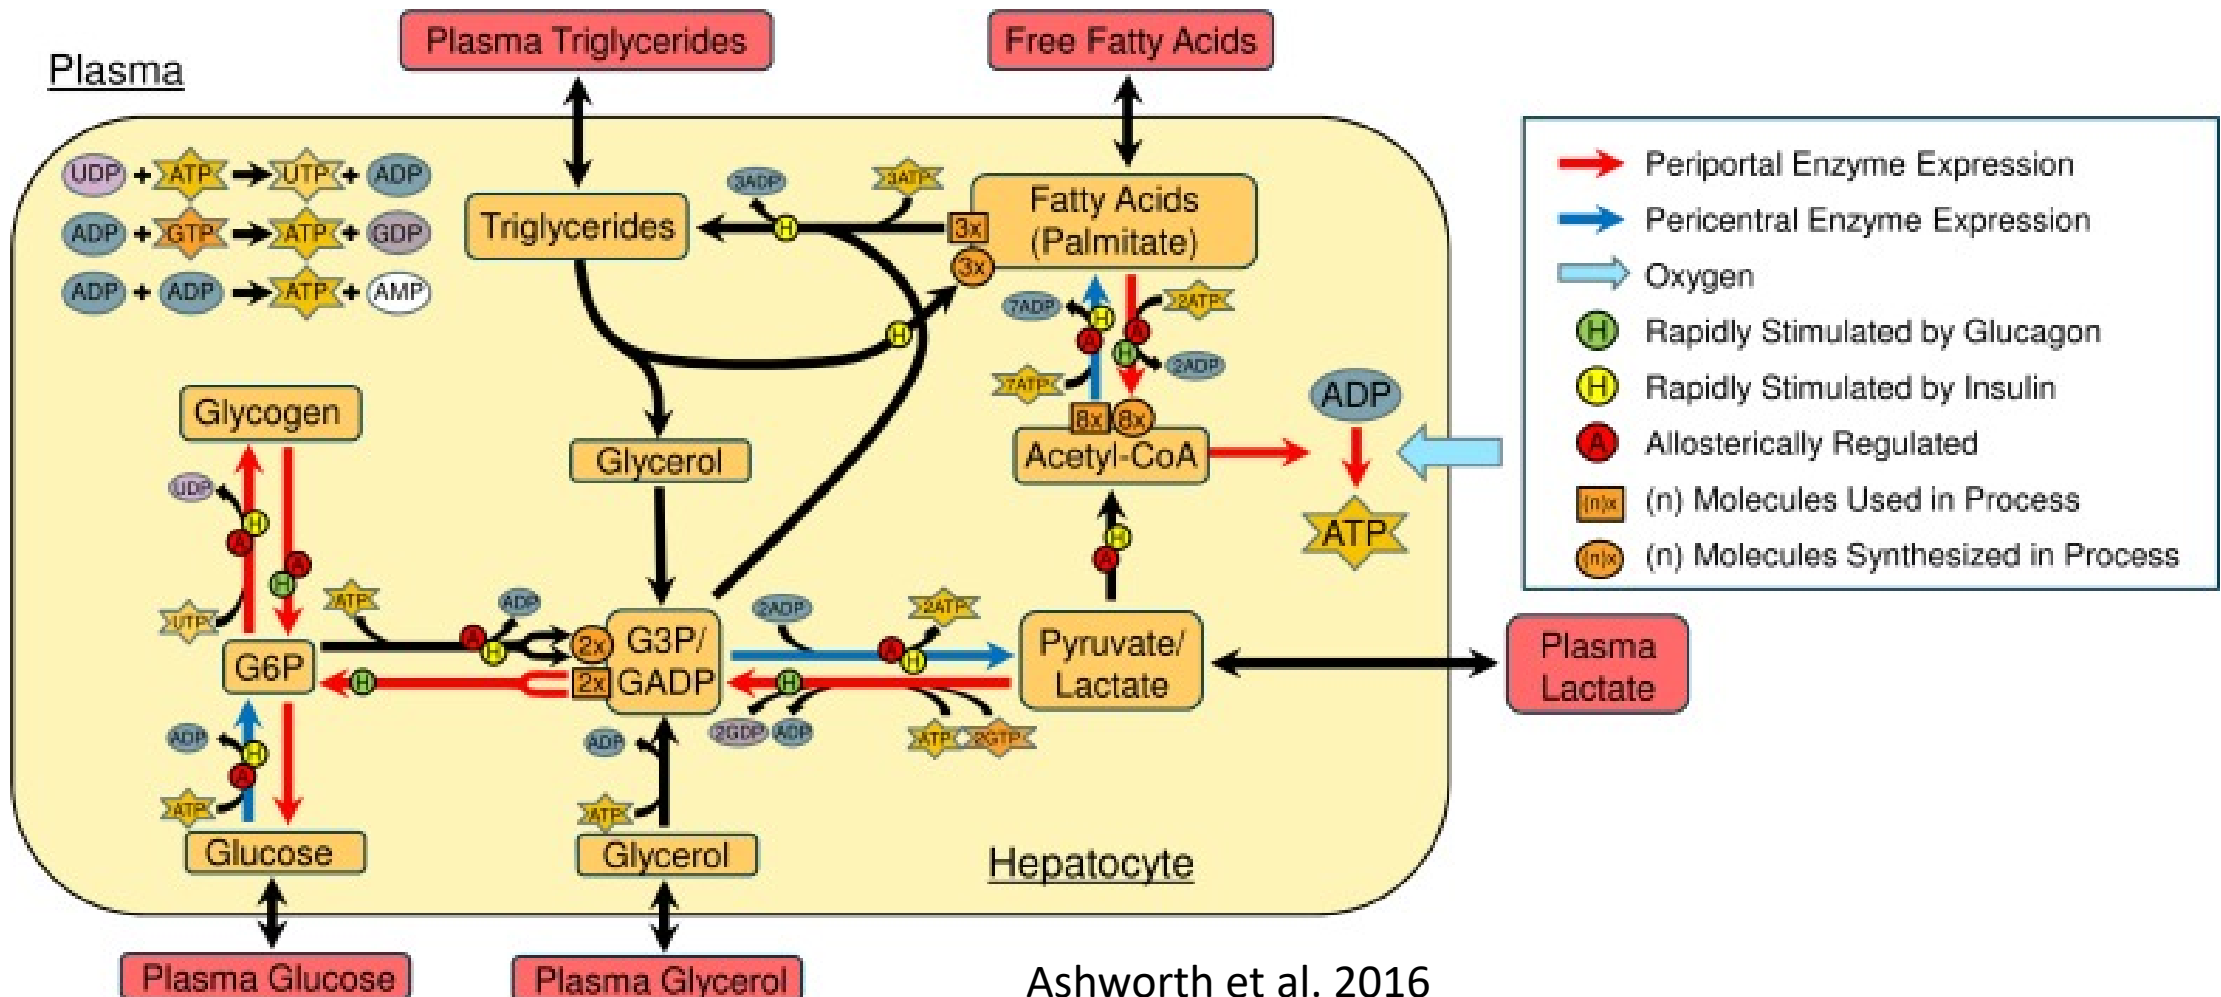 Plasma Triglycerides
Free Fatty Acids
Plasma
UDP + ATP UTP + ADP
ADP + GTP ATP + GDP
ADP + ADP ATP + AMP
Triglycerides
3ADP
H
3ATP
3x
3x
Fatty Acids
(Palmitate)
H
7ADP
H
A
7ATP
2ATP
A
H
2ADP
8x
8x
Acetyl-CoA
ADP
ATP
Glycogen
UDP
H
A
UTP
A
H
Glycerol
G6P
ATP
A
H
ADP
2x
2x
H
G3P/
GADP
2ADP
A
H
2ATP
H
2GDP
ADP
ATP
2GTP
A
H
Pyruvate/
Lactate
Plasma
Lactate
ADP
H
A
ATP
Glucose
ADP
ATP
Glycerol
Hepatocyte
Plasma Glucose
Plasma Glycerol
Periportal Enzyme Expression
Pericentral Enzyme Expression
Oxygen
H Rapidly Stimulated by Glucagon
H Rapidly Stimulated by Insulin
A Allosterically Regulated
(n)x (n) Molecules Used in Process
(n)x (n) Molecules Synthesized in Process
Ashworth et al. 2016